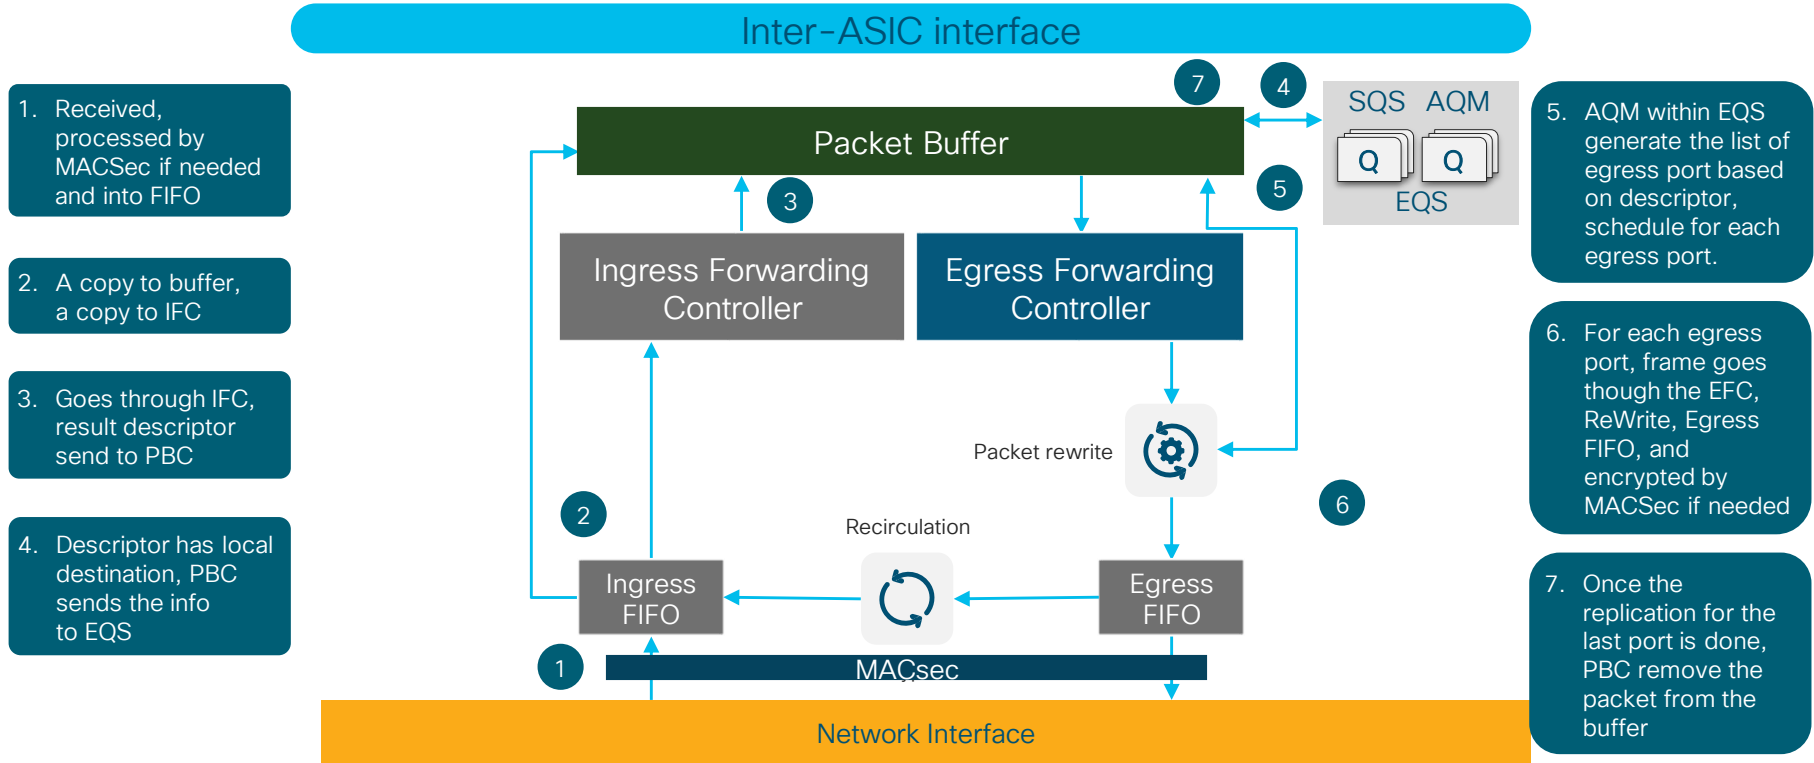 Inter-ASIC interface
1. Received,
processed by
MACSec if needed
and into FIFO
2. A copy to buffer,
a copy to IFC
3. Goes through IFC,
result descriptor
send to PBC
4. Descriptor has local
destination, PBC
sends the info
to EQS
7
4
Packet Buffer
SQS AQM
Q Q
EQS
3
5
Ingress Forwarding
Controller
Egress Forwarding
Controller
Packet rewrite
6
2
Recirculation
Ingress
FIFO
Egress
FIFO
1
MACsec
Network Interface
5. AQM within EQS
generate the list of
egress port based
on descriptor,
schedule for each
egress port.
6. For each egress
port, frame goes
though the EFC,
ReWrite, Egress
FIFO, and
encrypted by
MACSec if needed
7. Once the
replication for the
last port is done,
PBC remove the
packet from the
buffer